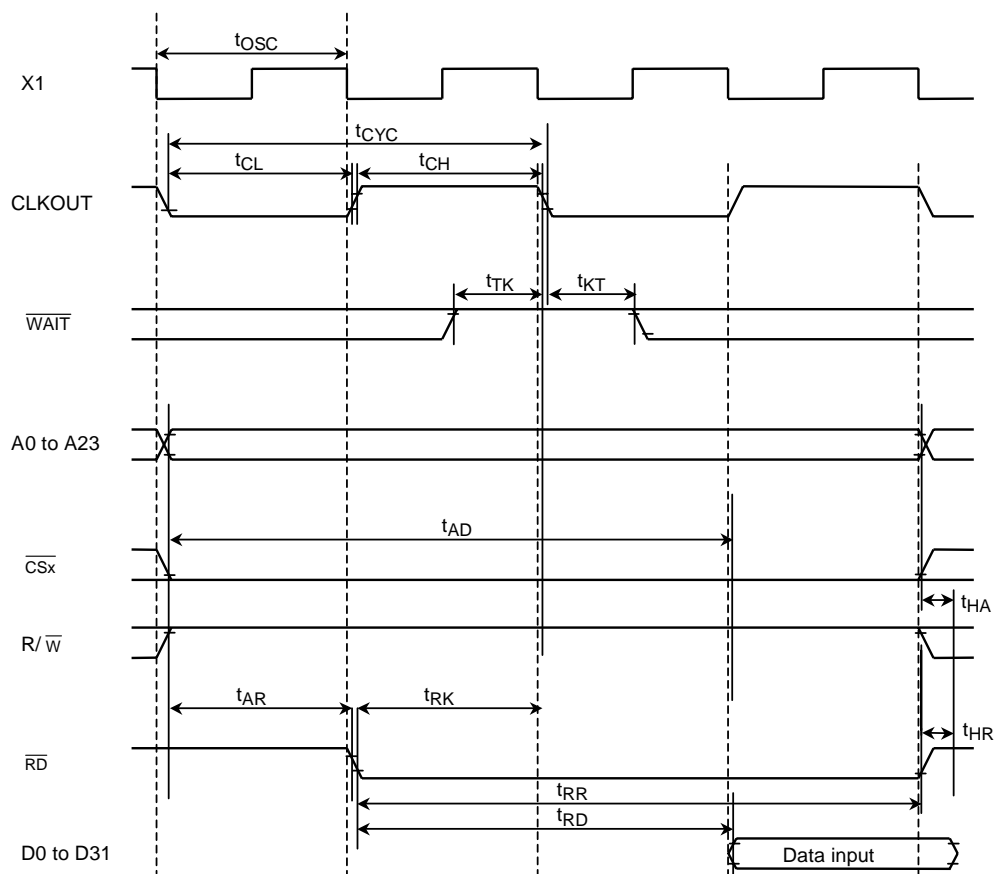 tOSC
X1
tCYC
tCL
tCH
CLKOUT
tTK
tKT
WAIT
A0 to A23
tAD
CSx
tHA
R/ W
tAR
tRK
tHR
RD
tRR
tRD
D0 to D31
Data input